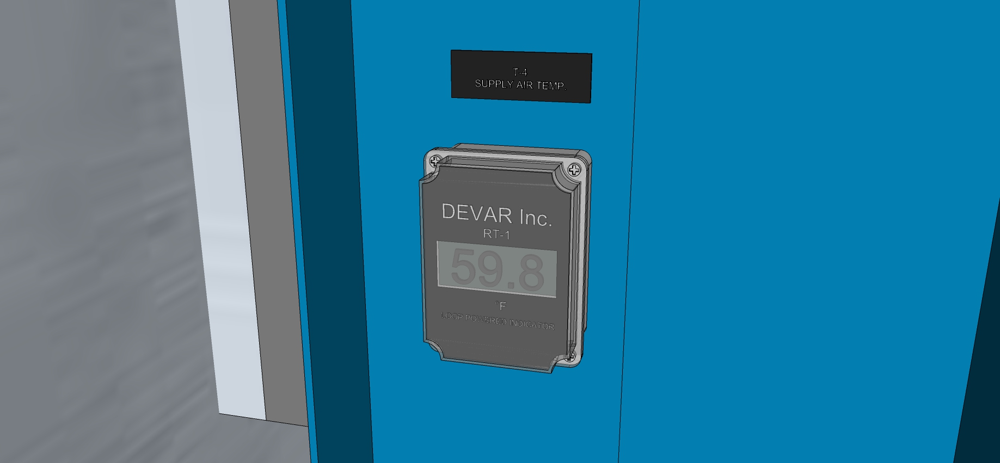 T-4
SUPPLY AIR TEMP.
DEVAR Inc.
RT-1
59.8
°F
LOOP POWERED INDICATOR